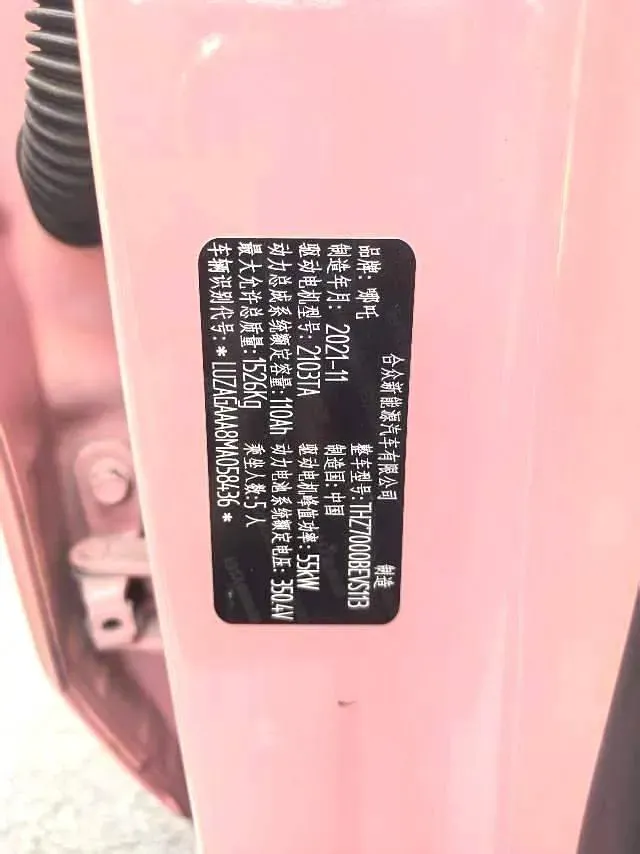 合众新能源汽车有限公司 制造
品牌: 哪吒 整车型号: THZ7000BEVS113
制造年月: 2021-11 制造国: 中国
驱动电机型号: 2103TA 驱动电机峰值功率: 55KW
动力总成系统额定容量: 110Ah 动力电池系统额定电压: 350.4V
最大允许总质量: 1526Kg 乘坐人数: 5 人
车辆识别代号: * LUZAEAAA8MA058436 *